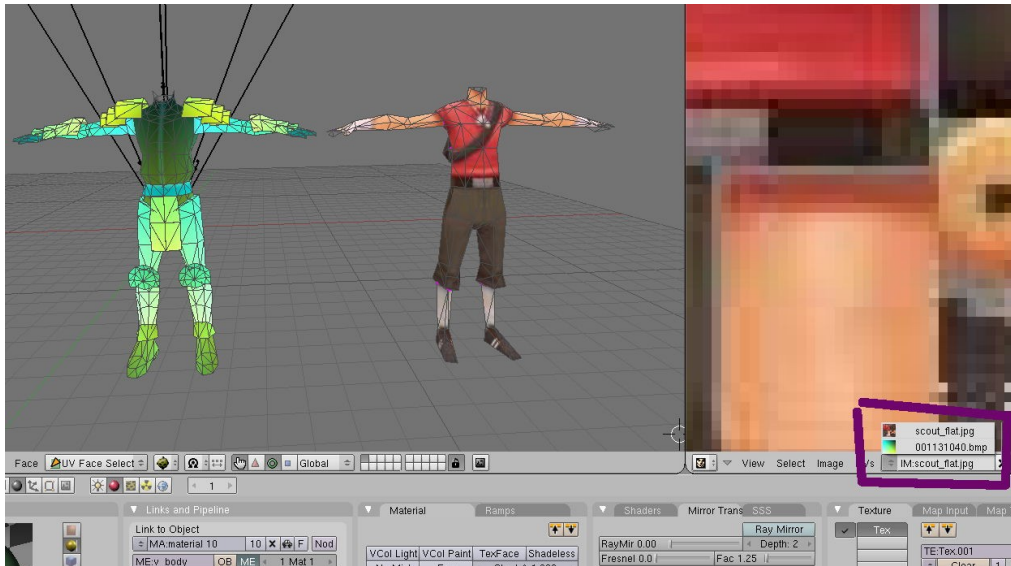 scout_flat.jpg
001131040.bmp
Face UV Face Select Global
View Select Image IM:scout_flat.jpg X
1
Links and Pipeline
Link to Object
MA:material 10 10 X F Nod
ME:v_body OB ME 1 Mat 1
Material Ramps
VCol Light VCol Paint TexFace Shadeless
Shaders Mirror Trans SSS
Ray Mirror
RayMir 0.00 Depth: 2
Fresnel 0.0 Fac 1.25
Texture Map Input Map
Tex
TE:Tex.001
Clear 1